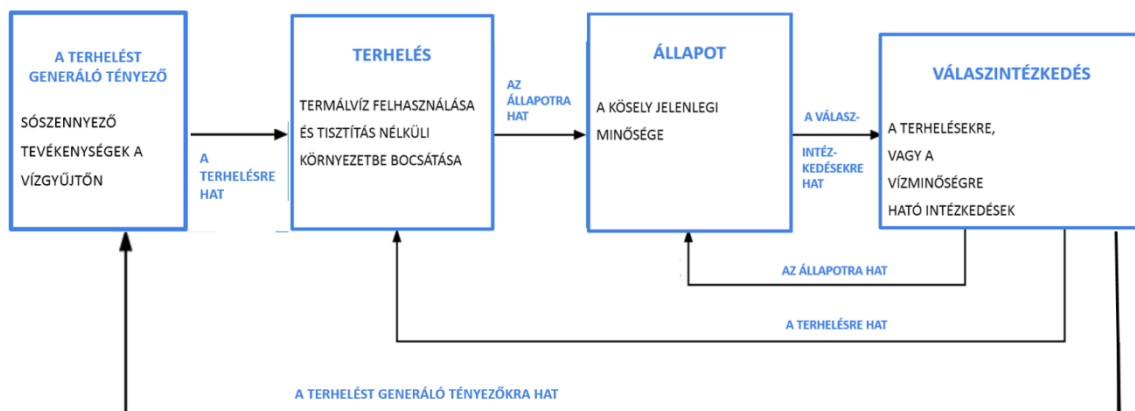 A TERHELÉST
GENERÁLÓ TÉNYEZŐ
SÓSZENNYEZŐ
TEVÉKENYSÉGEK A
VÍZGYŰJTŐN
A
TERHELÉSRE
HAT
TERHELÉS
TERMÁLVÍZ FELHASZNÁLÁSA
ÉS TISZTÍTÁS NÉLKÜLI
KÖRNYEZETBE BOCSÁTÁSA
AZ
ÁLLAPOTRA
HAT
ÁLLAPOT
A KÖSELY JELENLEGI
MINŐSÉGE
A VÁLASZ-
INTÉZ-
KEDÉSEKRE
HAT
VÁLASZINTÉZKEDÉS
A TERHELÉSEKRE,
VAGY A
VÍZMINŐSÉGRE
HATÓ INTÉZKEDÉSEK
AZ ÁLLAPOTRA HAT
A TERHELÉSRE HAT
A TERHELÉST GENERÁLÓ TÉNYEZŐKRA HAT